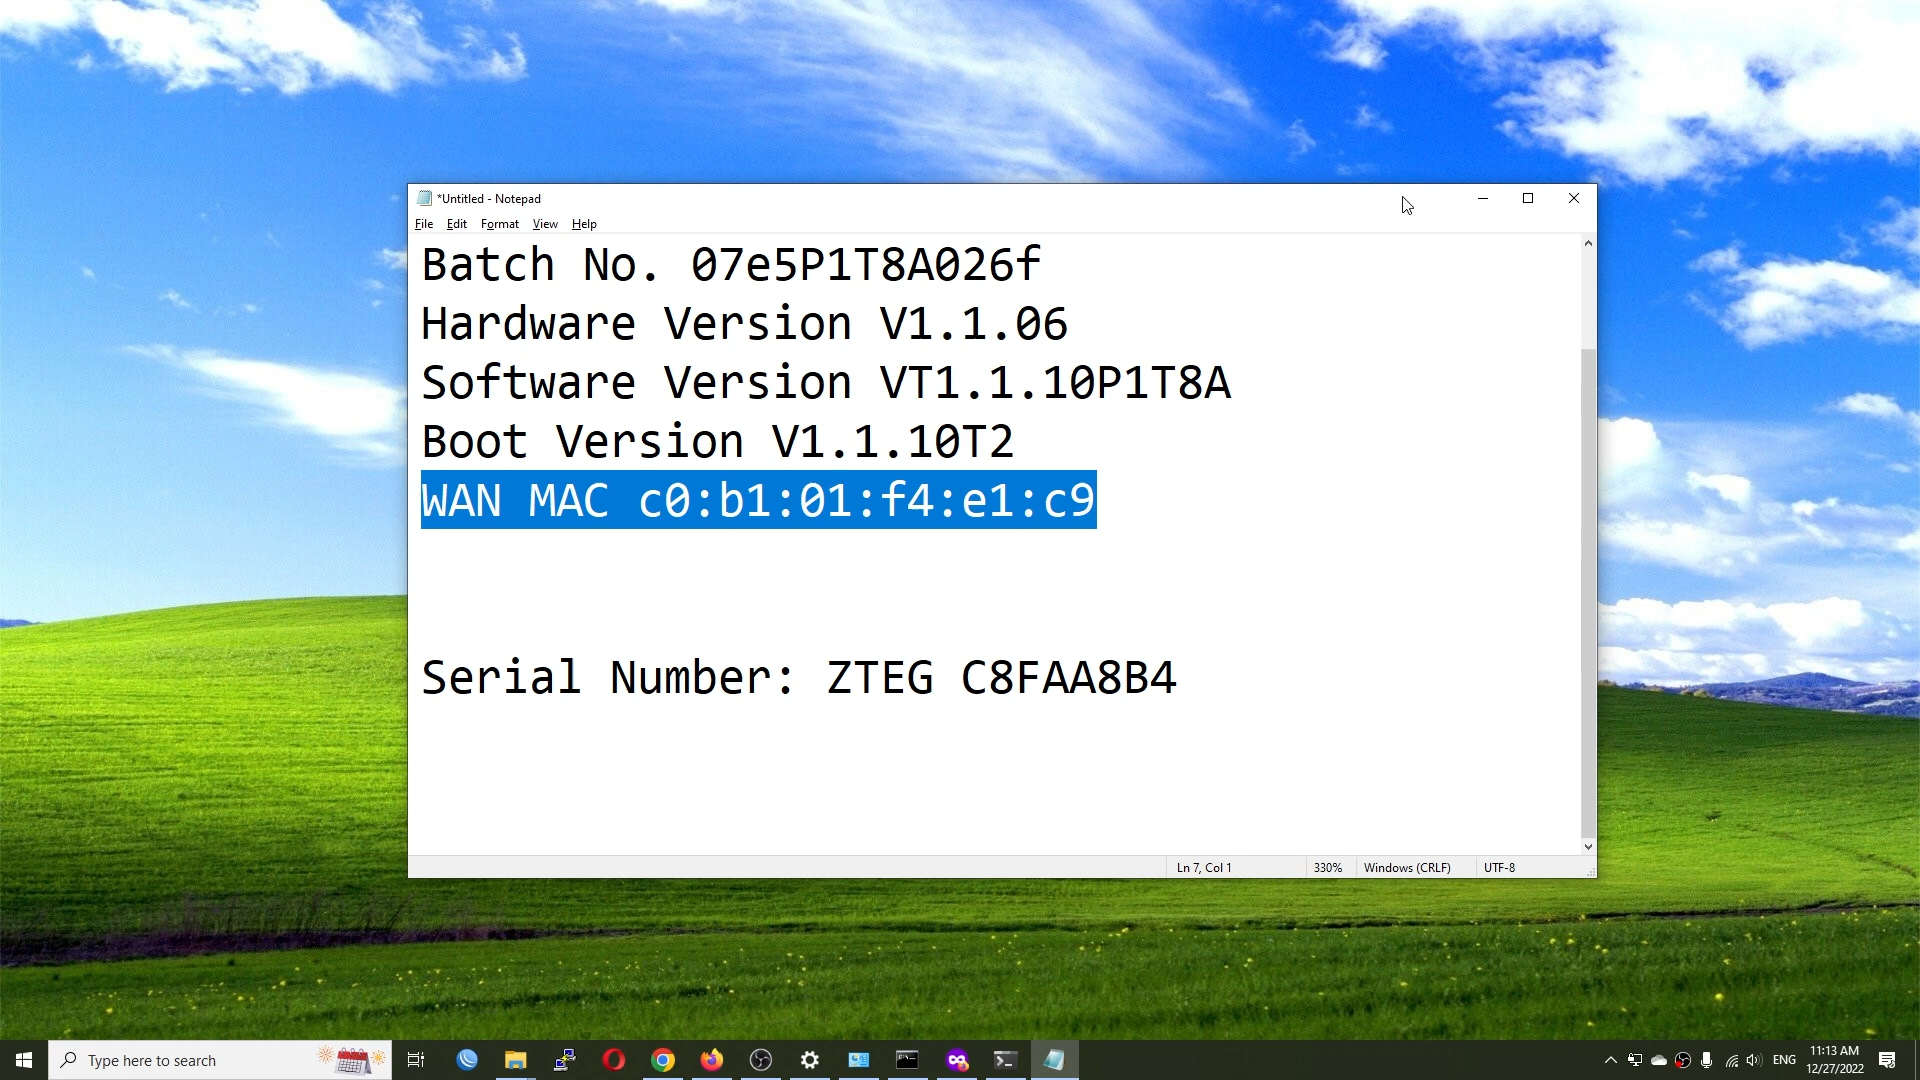 *Untitled - Notepad
File Edit Format View Help
Batch No. 07e5P1T8A026f
Hardware Version V1.1.06
Software Version VT1.1.10P1T8A
Boot Version V1.1.10T2
WAN MAC c0:b1:01:f4:e1:c9
Serial Number: ZTEG C8FAA8B4
Ln 7, Col 1 330% Windows (CRLF) UTF-8
Type here to search
ENG
11:13 AM
12/27/2022